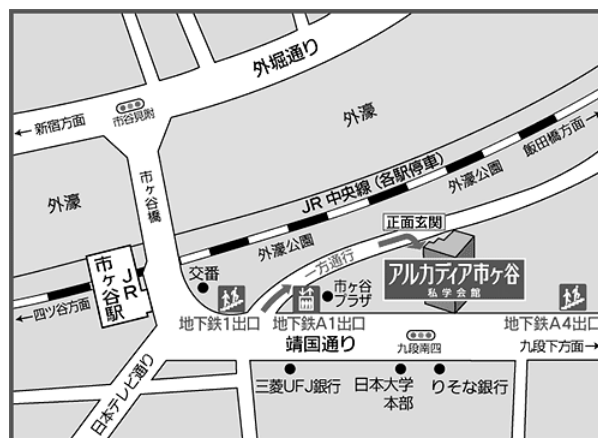 外堀通り
←新宿方面
市谷見附
外濠
飯田橋方面→
JR中央線(各駅停車)
外濠公園
市ヶ谷橋
外濠
正面玄関
外濠公園
一方通行
JR
市ヶ谷駅
交番
市ヶ谷
プラザ
アルカディア市ヶ谷
私学会館
←四ツ谷方面
地下鉄1出口
地下鉄A1出口
地下鉄A4出口
靖国通り
九段南四
九段下方面→
日本テレビ通り
三菱UFJ銀行
日本大学
本部
りそな銀行